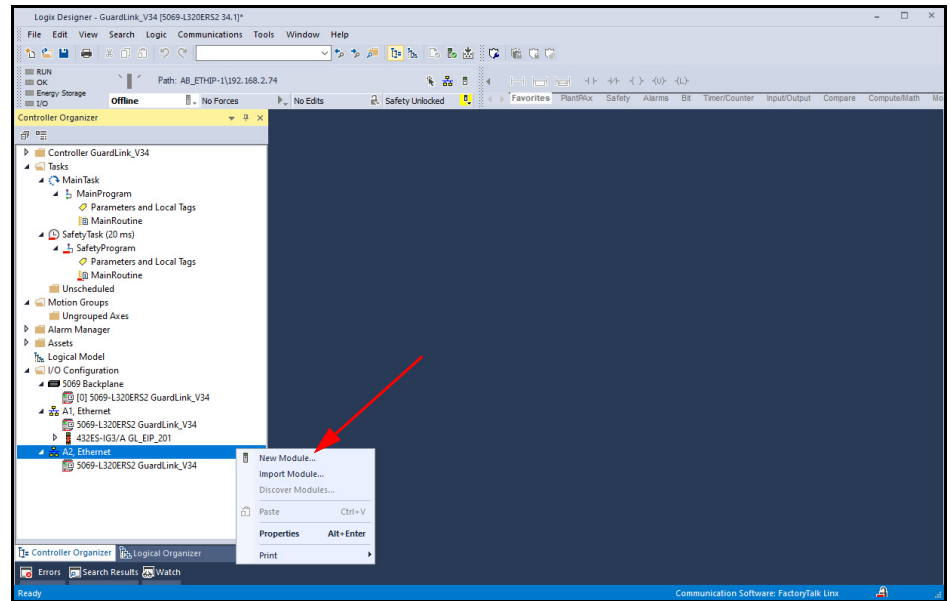 Logix Designer - GuardLink_V34 [5069-L320ERS2 34.1]*
File Edit View Search Logic Communications Tools Window Help
RUN
OK
Energy Storage
I/O
Path: AB_ETHIP-1\192.168.2.74
Offline No Forces No Edits Safety Unlocked
Favorites PlantPAx Safety Alarms Bit Timer/Counter Input/Output Compare Compute/Math Mo
Controller Organizer
Controller GuardLink_V34
Tasks
MainTask
MainProgram
Parameters and Local Tags
MainRoutine
SafetyTask (20 ms)
SafetyProgram
Parameters and Local Tags
MainRoutine
Unscheduled
Motion Groups
Ungrouped Axes
Alarm Manager
Assets
Logical Model
I/O Configuration
5069 Backplane
[0] 5069-L320ERS2 GuardLink_V34
A1, Ethernet
5069-L320ERS2 GuardLink_V34
432ES-IG3/A GL_EIP_201
A2, Ethernet
5069-L320ERS2 GuardLink_V34
New Module...
Import Module...
Discover Modules...
Paste Ctrl+V
Properties Alt+Enter
Print
Controller Organizer Logical Organizer
Errors Search Results Watch
Ready Communication Software: FactoryTalk Linx